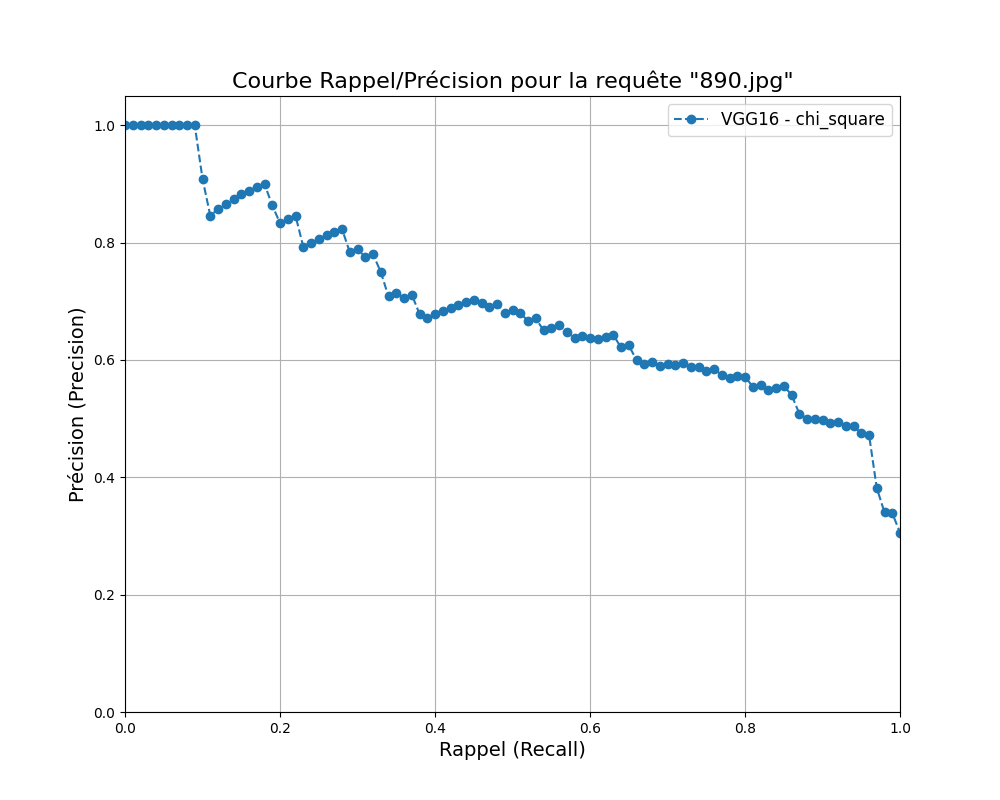 Courbe Rappel/Précision pour la requête "890.jpg"
VGG16 - chi_square
Précision (Precision)
1.0
0.8
0.6
0.4
0.2
0.0
0.0 0.2 0.4 0.6 0.8 1.0
Rappel (Recall)